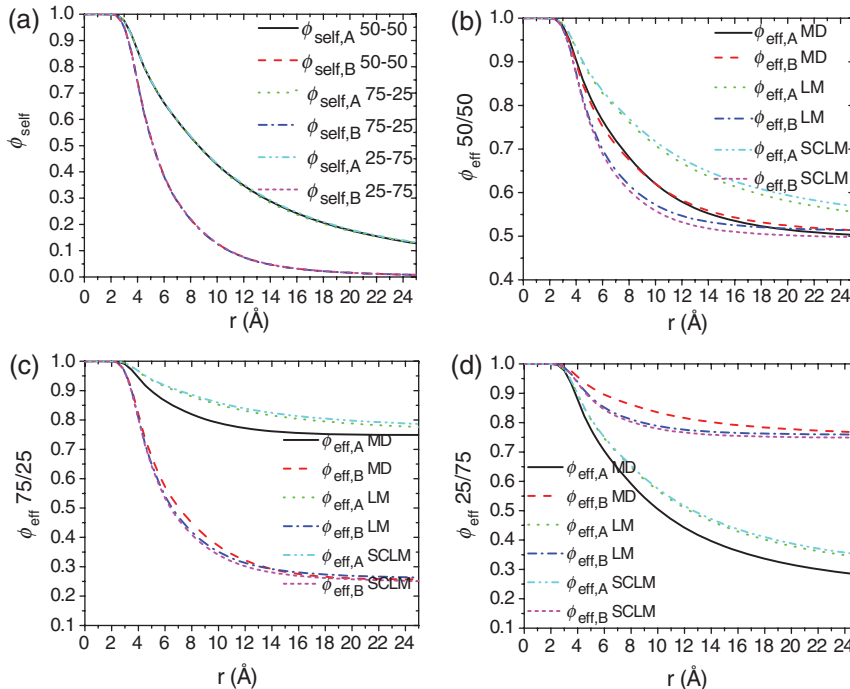 (a)
ϕself,A 50-50
ϕself,B 50-50
ϕself,A 75-25
ϕself,B 75-25
ϕself,A 25-75
ϕself,B 25-75
ϕself
1.0
0.9
0.8
0.7
0.6
0.5
0.4
0.3
0.2
0.1
0.0
0 2 4 6 8 10 12 14 16 18 20 22 24
r (Å)
(b)
ϕeff,A MD
ϕeff,B MD
ϕeff,A LM
ϕeff,B LM
ϕeff,A SCLM
ϕeff,B SCLM
ϕeff 50/50
1.0
0.9
0.8
0.7
0.6
0.5
0.4
0 2 4 6 8 10 12 14 16 18 20 22 24
r (Å)
(c)
ϕeff,A MD
ϕeff,B MD
ϕeff,A LM
ϕeff,B LM
ϕeff,A SCLM
ϕeff,B SCLM
ϕeff 75/25
1.0
0.9
0.8
0.7
0.6
0.5
0.4
0.3
0.2
0.1
0 2 4 6 8 10 12 14 16 18 20 22 24
r (Å)
(d)
ϕeff,A MD
ϕeff,B MD
ϕeff,A LM
ϕeff,B LM
ϕeff,A SCLM
ϕeff,B SCLM
ϕeff 25/75
1.0
0.9
0.8
0.7
0.6
0.5
0.4
0.3
0.2
0.1
0 2 4 6 8 10 12 14 16 18 20 22 24
r (Å)